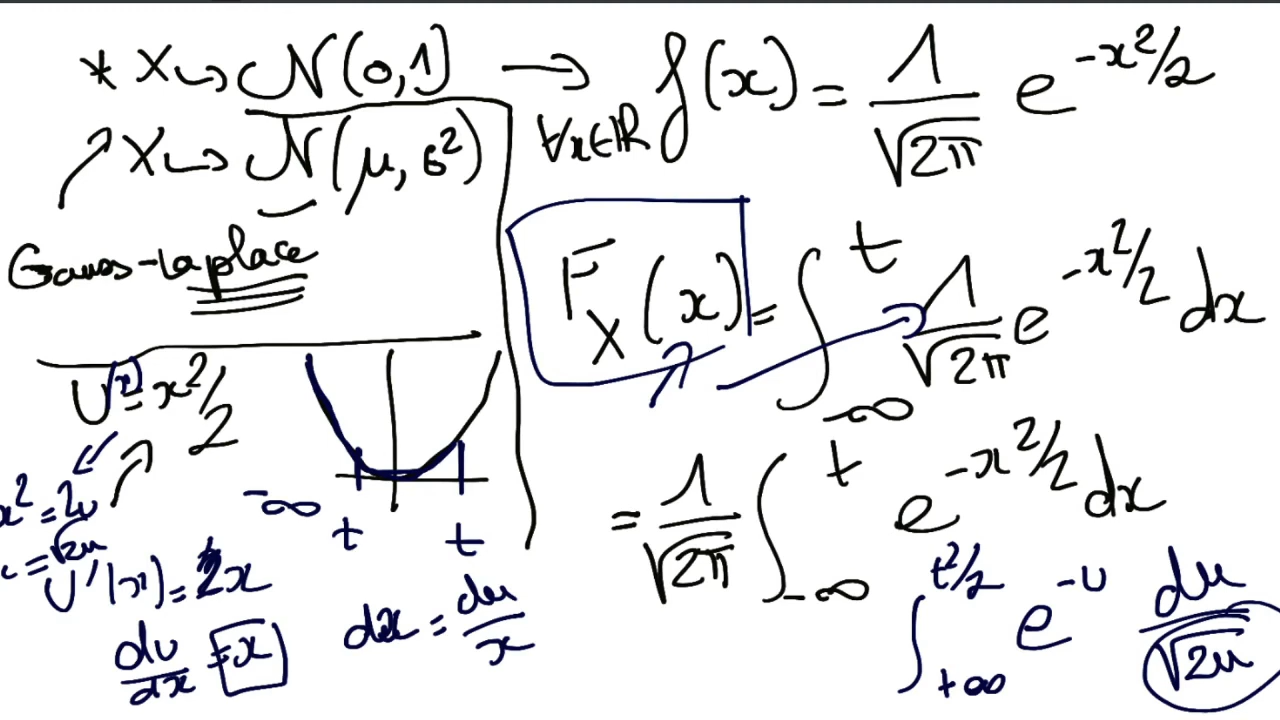 * X ↪ 𝒩(0,1) → f(x) = 1/√2π e^-x²/2
∀x∈ℝ
X ↪ 𝒩(μ, σ²)
Gauss-Laplace
F_X(x) = ∫_-∞^t 1/√2π e^-x²/2 dx
U(x) = x²/2
x² = 2u
x = √2u
-∞ t t
= 1/√2π ∫_-∞^t e^-x²/2 dx
U'(x) = 2x
du/dx = x
dx = du/x
∫_+∞^t²/2 e^-u du/√2u